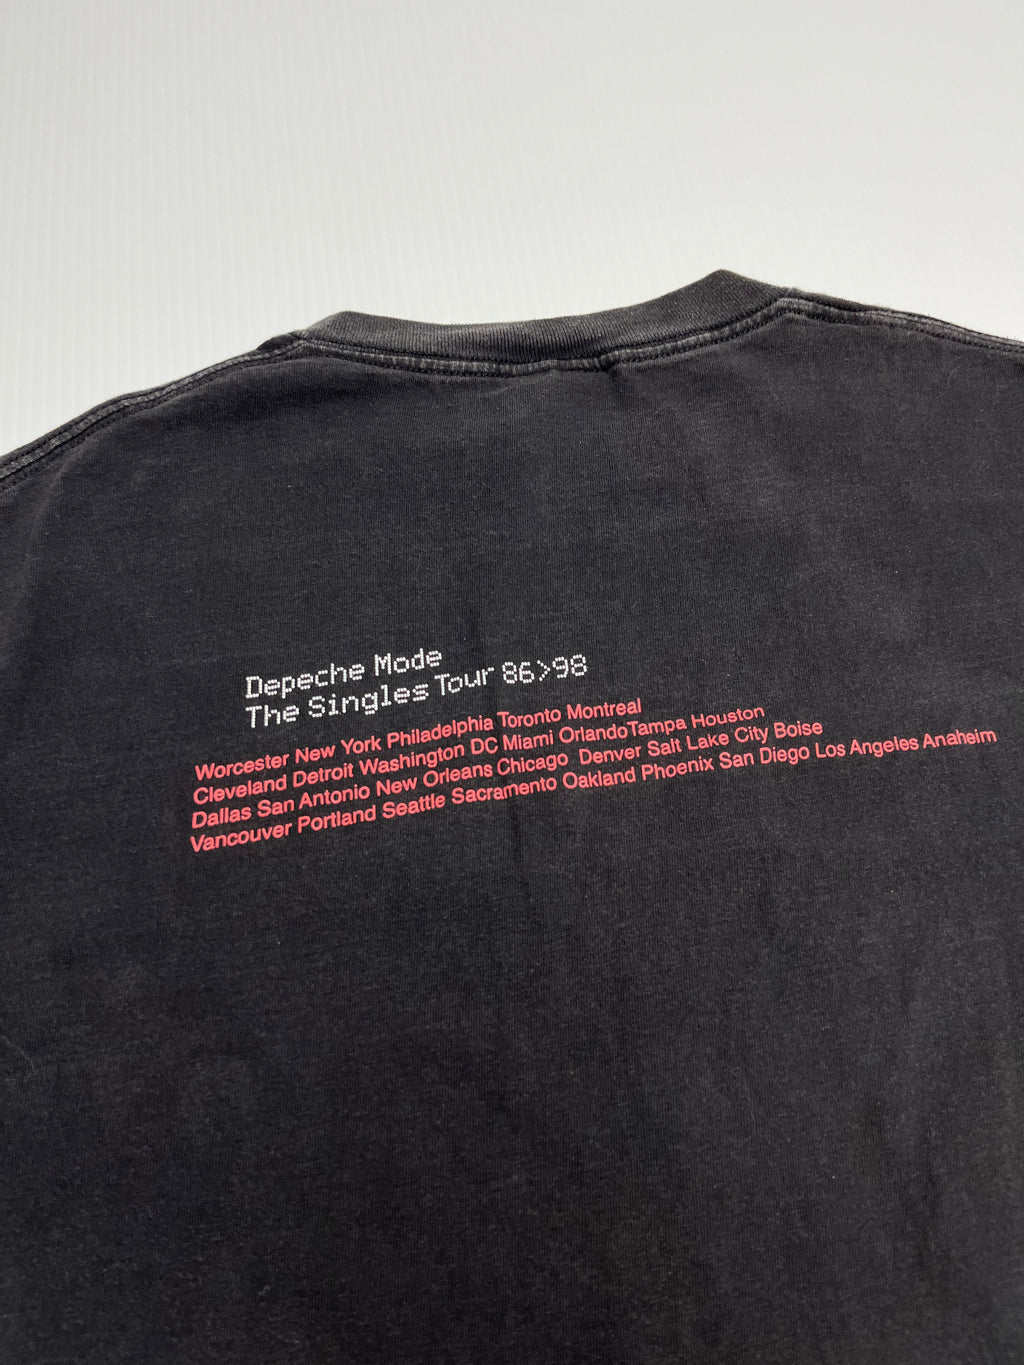 Depeche Mode
The Singles Tour 86>98
Worcester New York Philadelphia Toronto Montreal
Cleveland Detroit Washington DC Miami OrlandoTampa Houston
Dallas San Antonio New Orleans Chicago Denver Salt Lake City Boise
Vancouver Portland Seattle Sacramento Oakland Phoenix San Diego Los Angeles Anaheim